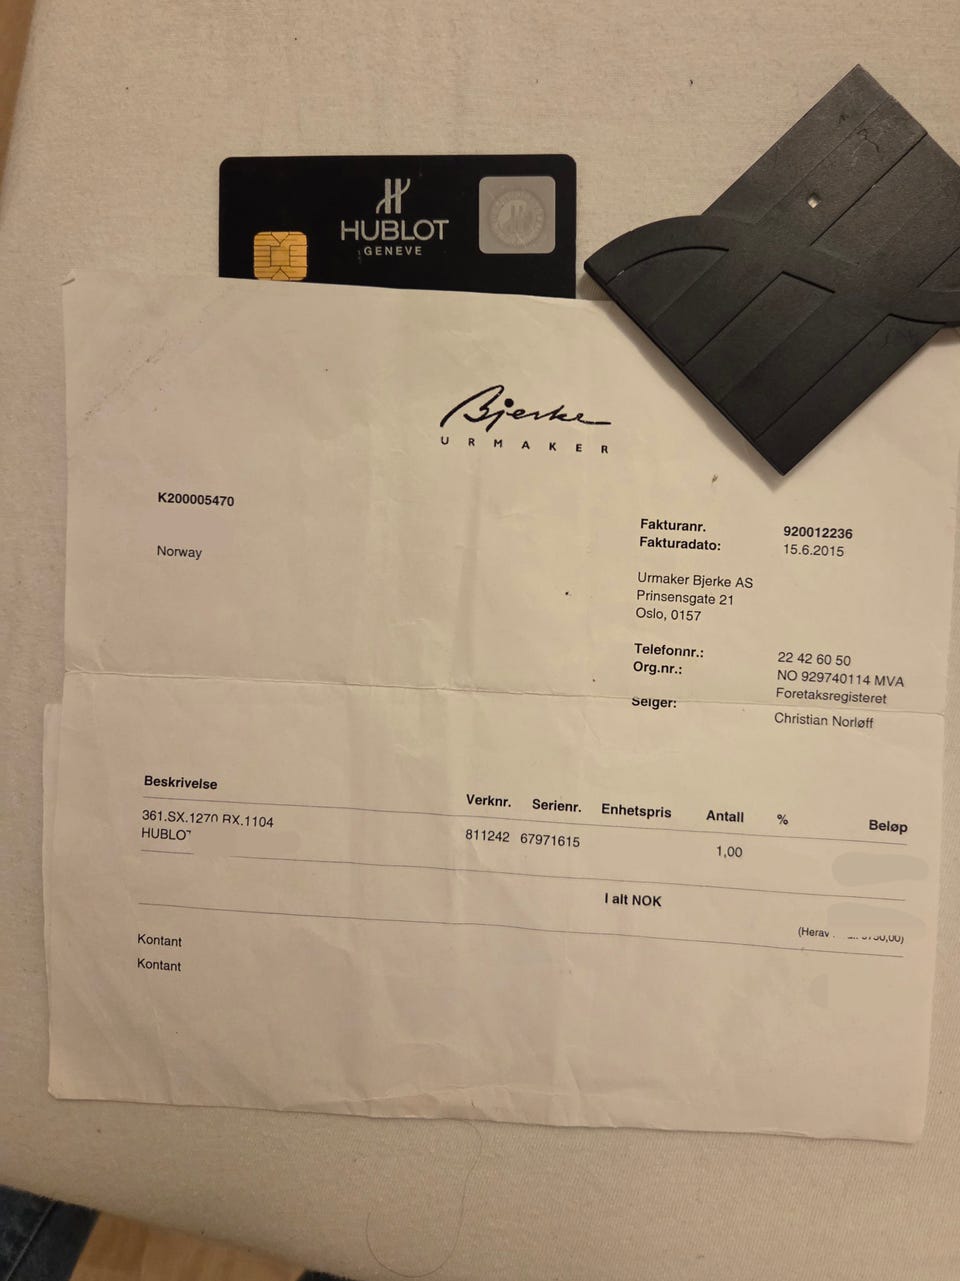 HUBLOT
GENEVE
Bjerke
URMAKER
K200005470
Norway
Fakturanr. 920012236
Fakturadato: 15.6.2015
Urmaker Bjerke AS
Prinsensgate 21
Oslo, 0157
Telefonnr.: 22 42 60 50
Org.nr.: NO 929740114 MVA
Foretaksregisteret
Selger: Christian Norløff
Beskrivelse Verknr. Serienr. Enhetspris Antall % Beløp
361.SX.1270.RX.1104 811242 67971615 1,00
HUBLOT
I alt NOK
(Herav
Kontant
Kontant